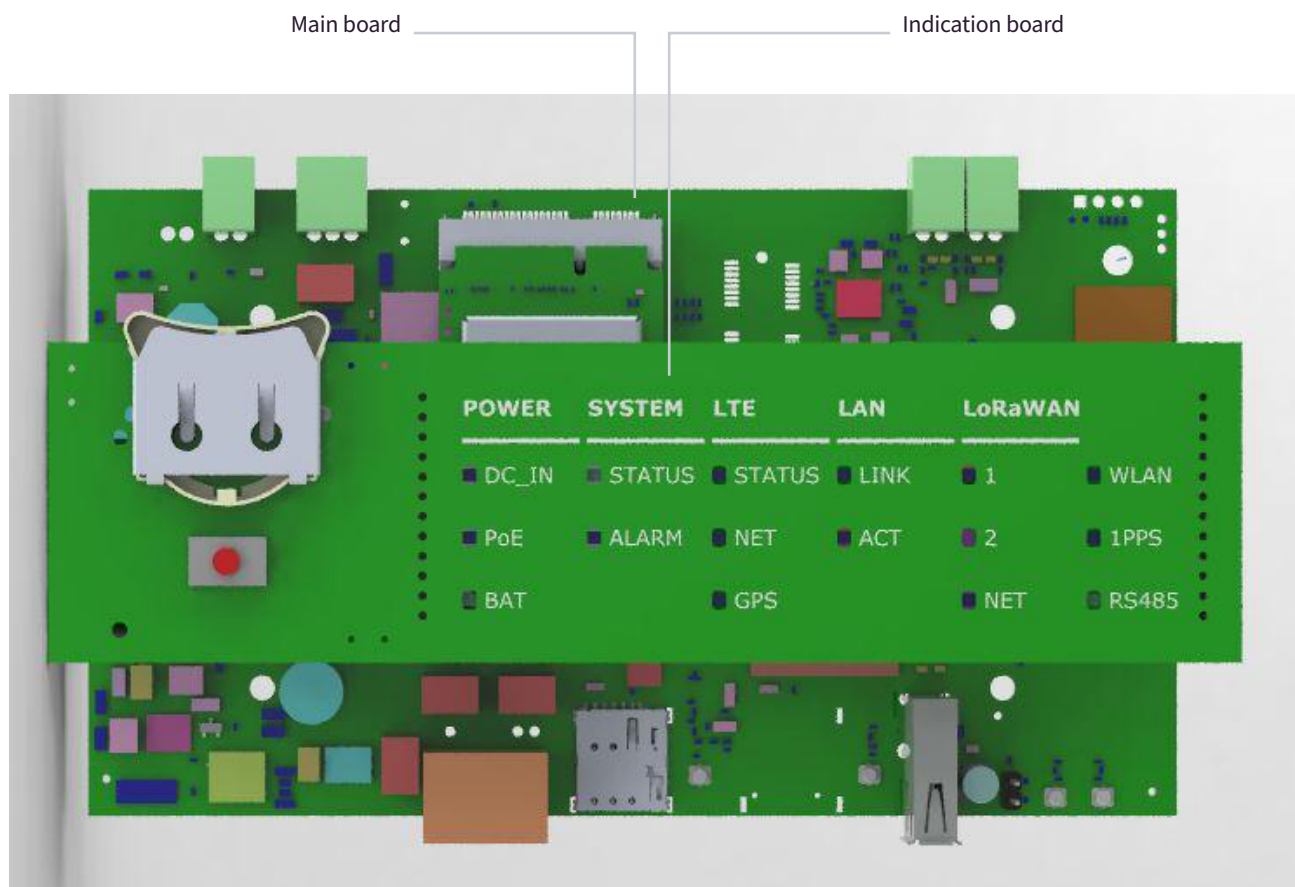 Main board Indication board
POWER SYSTEM LTE LAN LoRaWAN
DC_IN STATUS STATUS LINK 1 WLAN
PoE ALARM NET ACT 2 1PPS
BAT GPS NET RS485